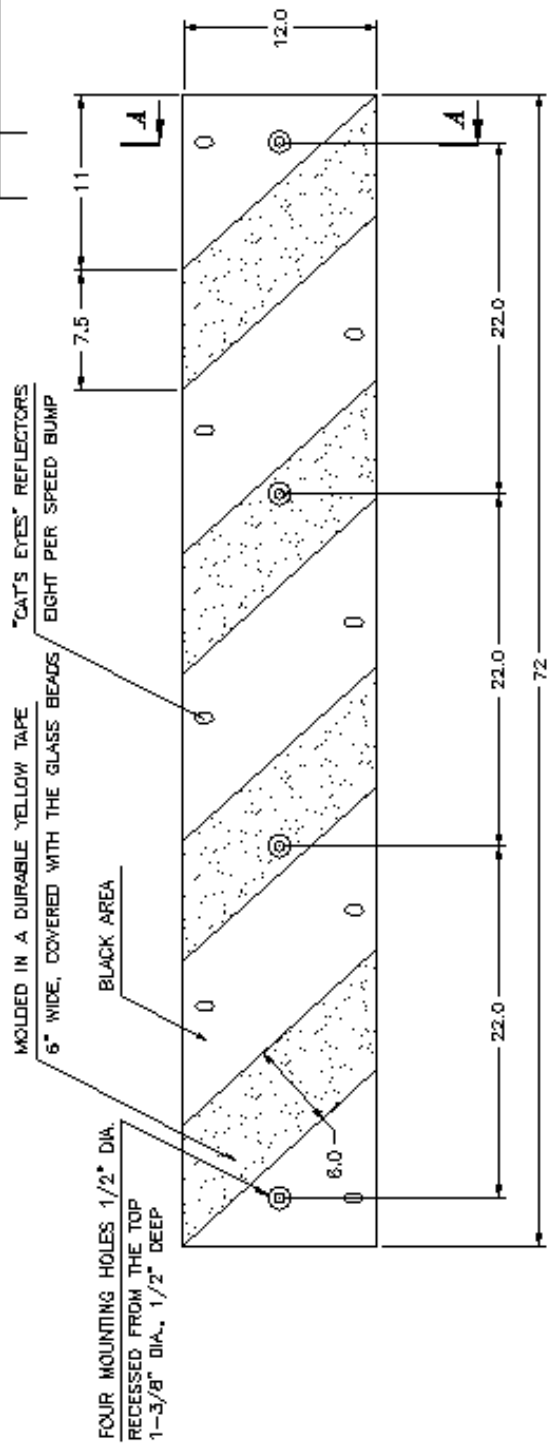 FOUR MOUNTING HOLES 1/2" DIA.
RECESSED FROM THE TOP
1-3/8" DIA., 1/2" DEEP
MOLDED IN A DURABLE YELLOW TAPE
6" WIDE, COVERED WITH THE GLASS BEADS
BLACK AREA
"CAT'S EYES" REFLECTORS
EIGHT PER SPEED BUMP
7.5
11
12.0
A
A
6.0
22.0
22.0
22.0
72